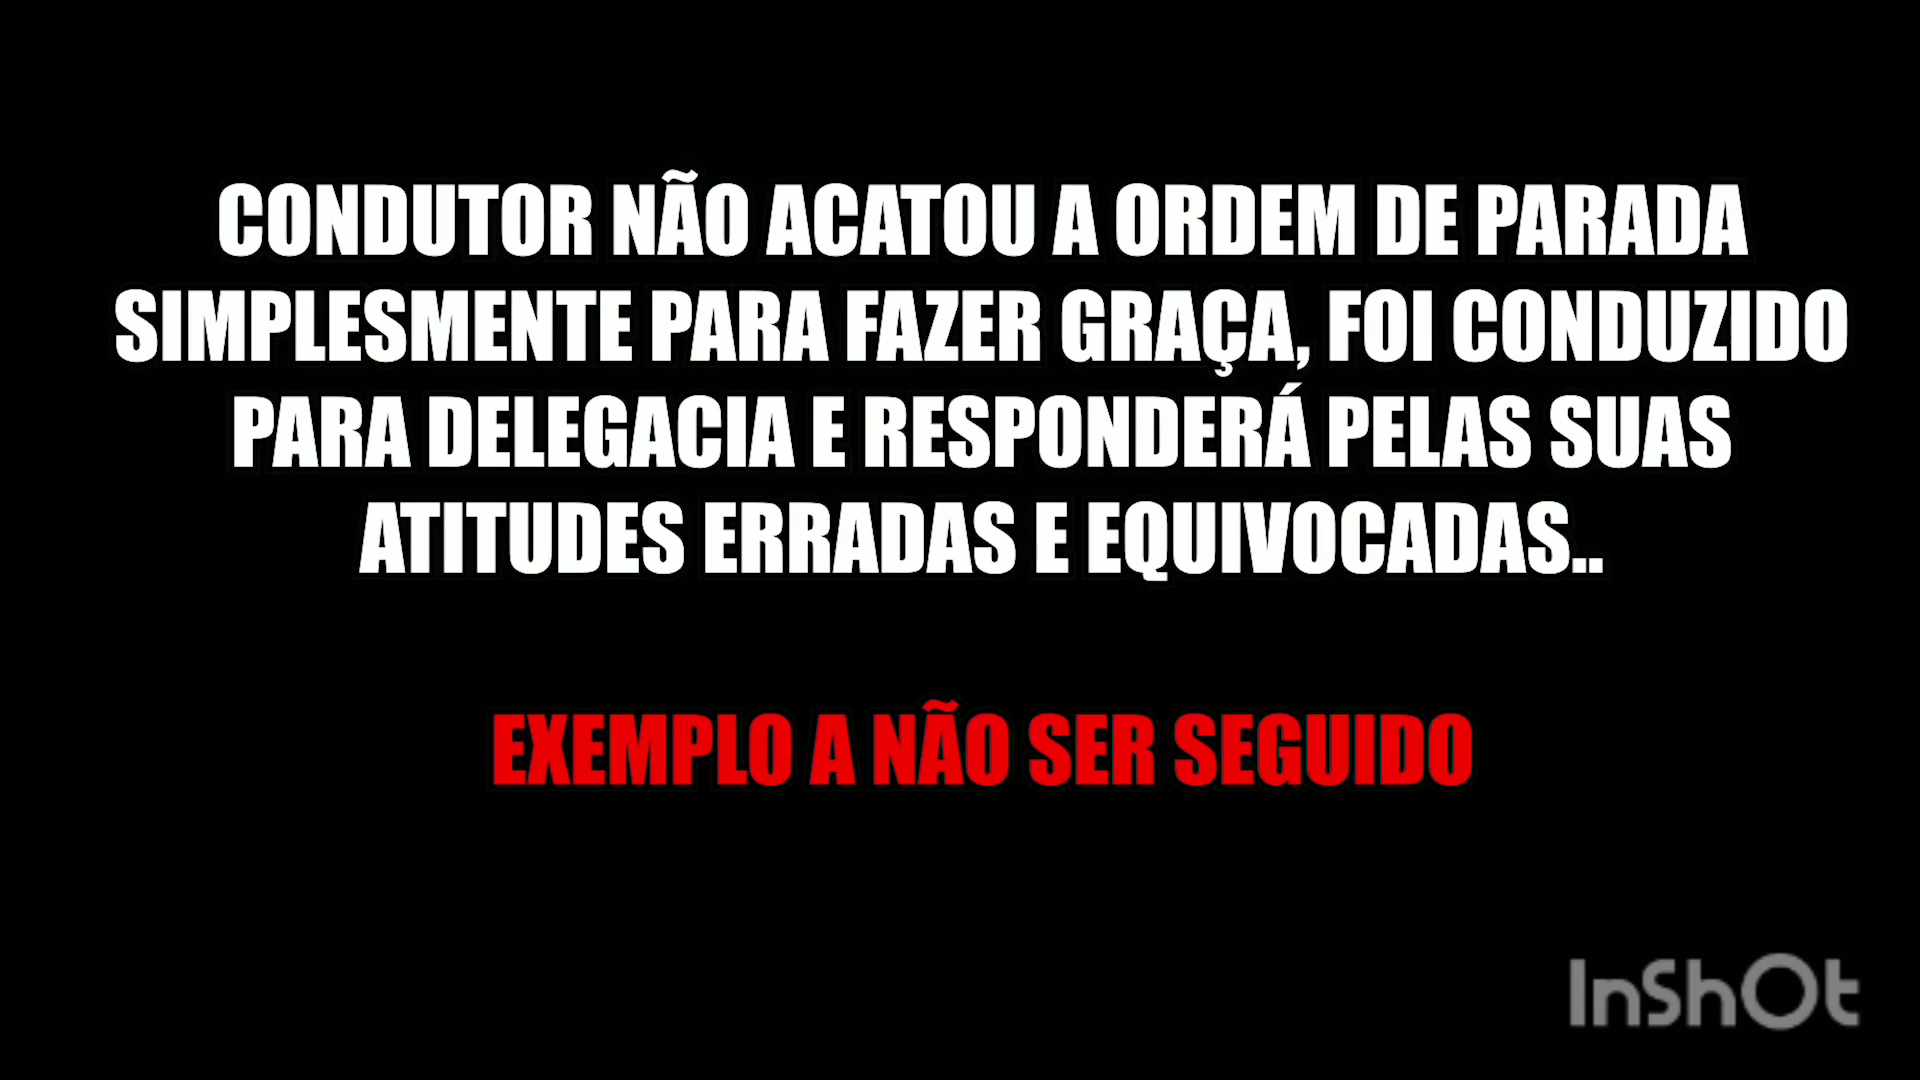 CONDUTOR NÃO ACATOU A ORDEM DE PARADA
SIMPLESMENTE PARA FAZER GRAÇA, FOI CONDUZIDO
PARA DELEGACIA E RESPONDERÁ PELAS SUAS
ATITUDES ERRADAS E EQUIVOCADAS..
EXEMPLO A NÃO SER SEGUIDO
InShOt